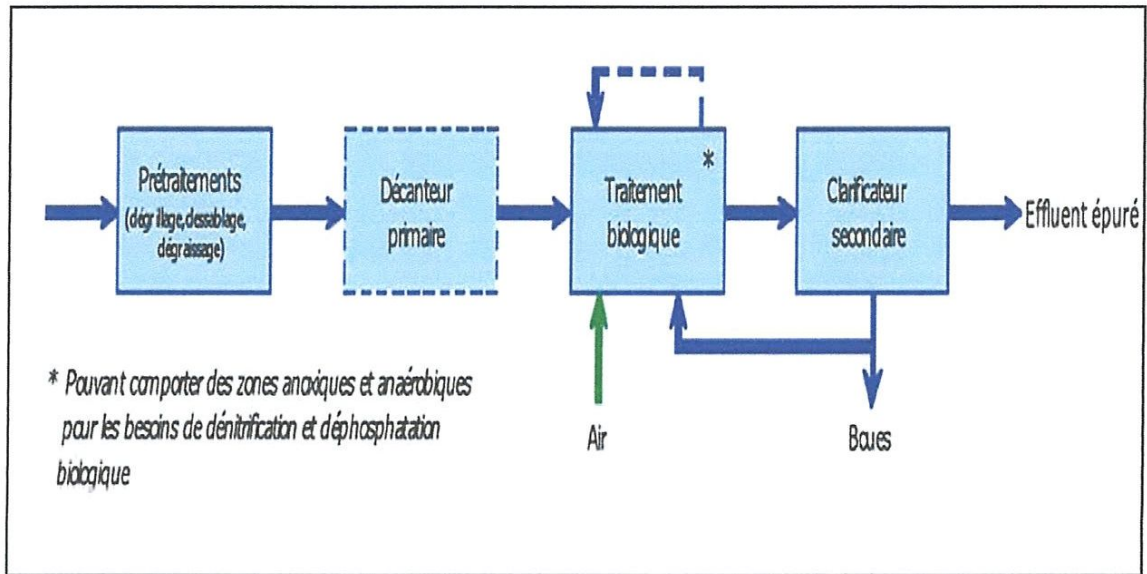 Prétraitements
(dégrillage,dessablage,
dégraissage)
Décanteur
primaire
Traitement
biologique
*
Clarificateur
secondaire
Effluent épuré
* Pouvant comporter des zones anoxiques et anaérobiques
pour les besoins de dénitrification et déphosphatation
biologique
Air
Boues